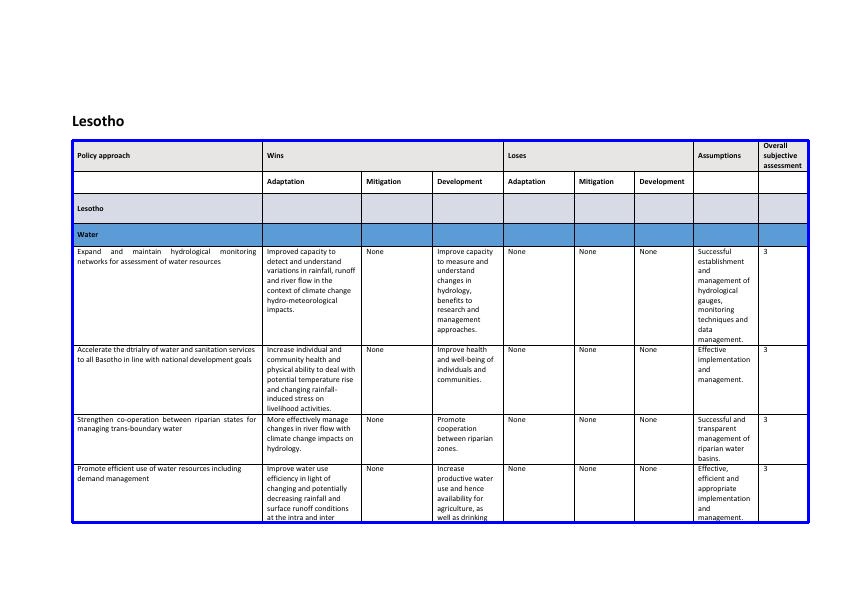 Lesotho
Policy approach
Wins
Loses
Assumptions
Overall
subjective
assessment
Adaptation
Mitigation
Development
Adaptation
Mitigation
Development
Lesotho
Water
Expand and maintain hydrological monitoring
networks for assessment of water resources
Improved capacity to
detect and understand
variations in rainfall, runoff
and river flow in the
context of climate change
hydro-meteorological
impacts.
None
Improve capacity
to measure and
understand
changes in
hydrology,
benefits to
research and
management
approaches.
None
None
None
Successful
establishment
and
management of
hydrological
gauges,
monitoring
techniques and
data
management.
3
Accelerate the dtrialry of water and sanitation services
to all Basotho in line with national development goals
Increase individual and
community health and
physical ability to deal with
potential temperature rise
and changing rainfall-
induced stress on
livelihood activities.
None
Improve health
and well-being of
individuals and
communities.
None
None
None
Effective
implementation
and
management.
3
Strengthen co-operation between riparian states for
managing trans-boundary water
More effectively manage
changes in river flow with
climate change impacts on
hydrology.
None
Promote
cooperation
between riparian
zones.
None
None
None
Successful and
transparent
management of
riparian water
basins.
3
Promote efficient use of water resources including
demand management
Improve water use
efficiency in light of
changing and potentially
decreasing rainfall and
surface runoff conditions
at the intra and inter
None
Increase
productive water
use and hence
availability for
agriculture, as
well as drinking
None
None
None
Effective,
efficient and
appropriate
implementation
and
management.
3